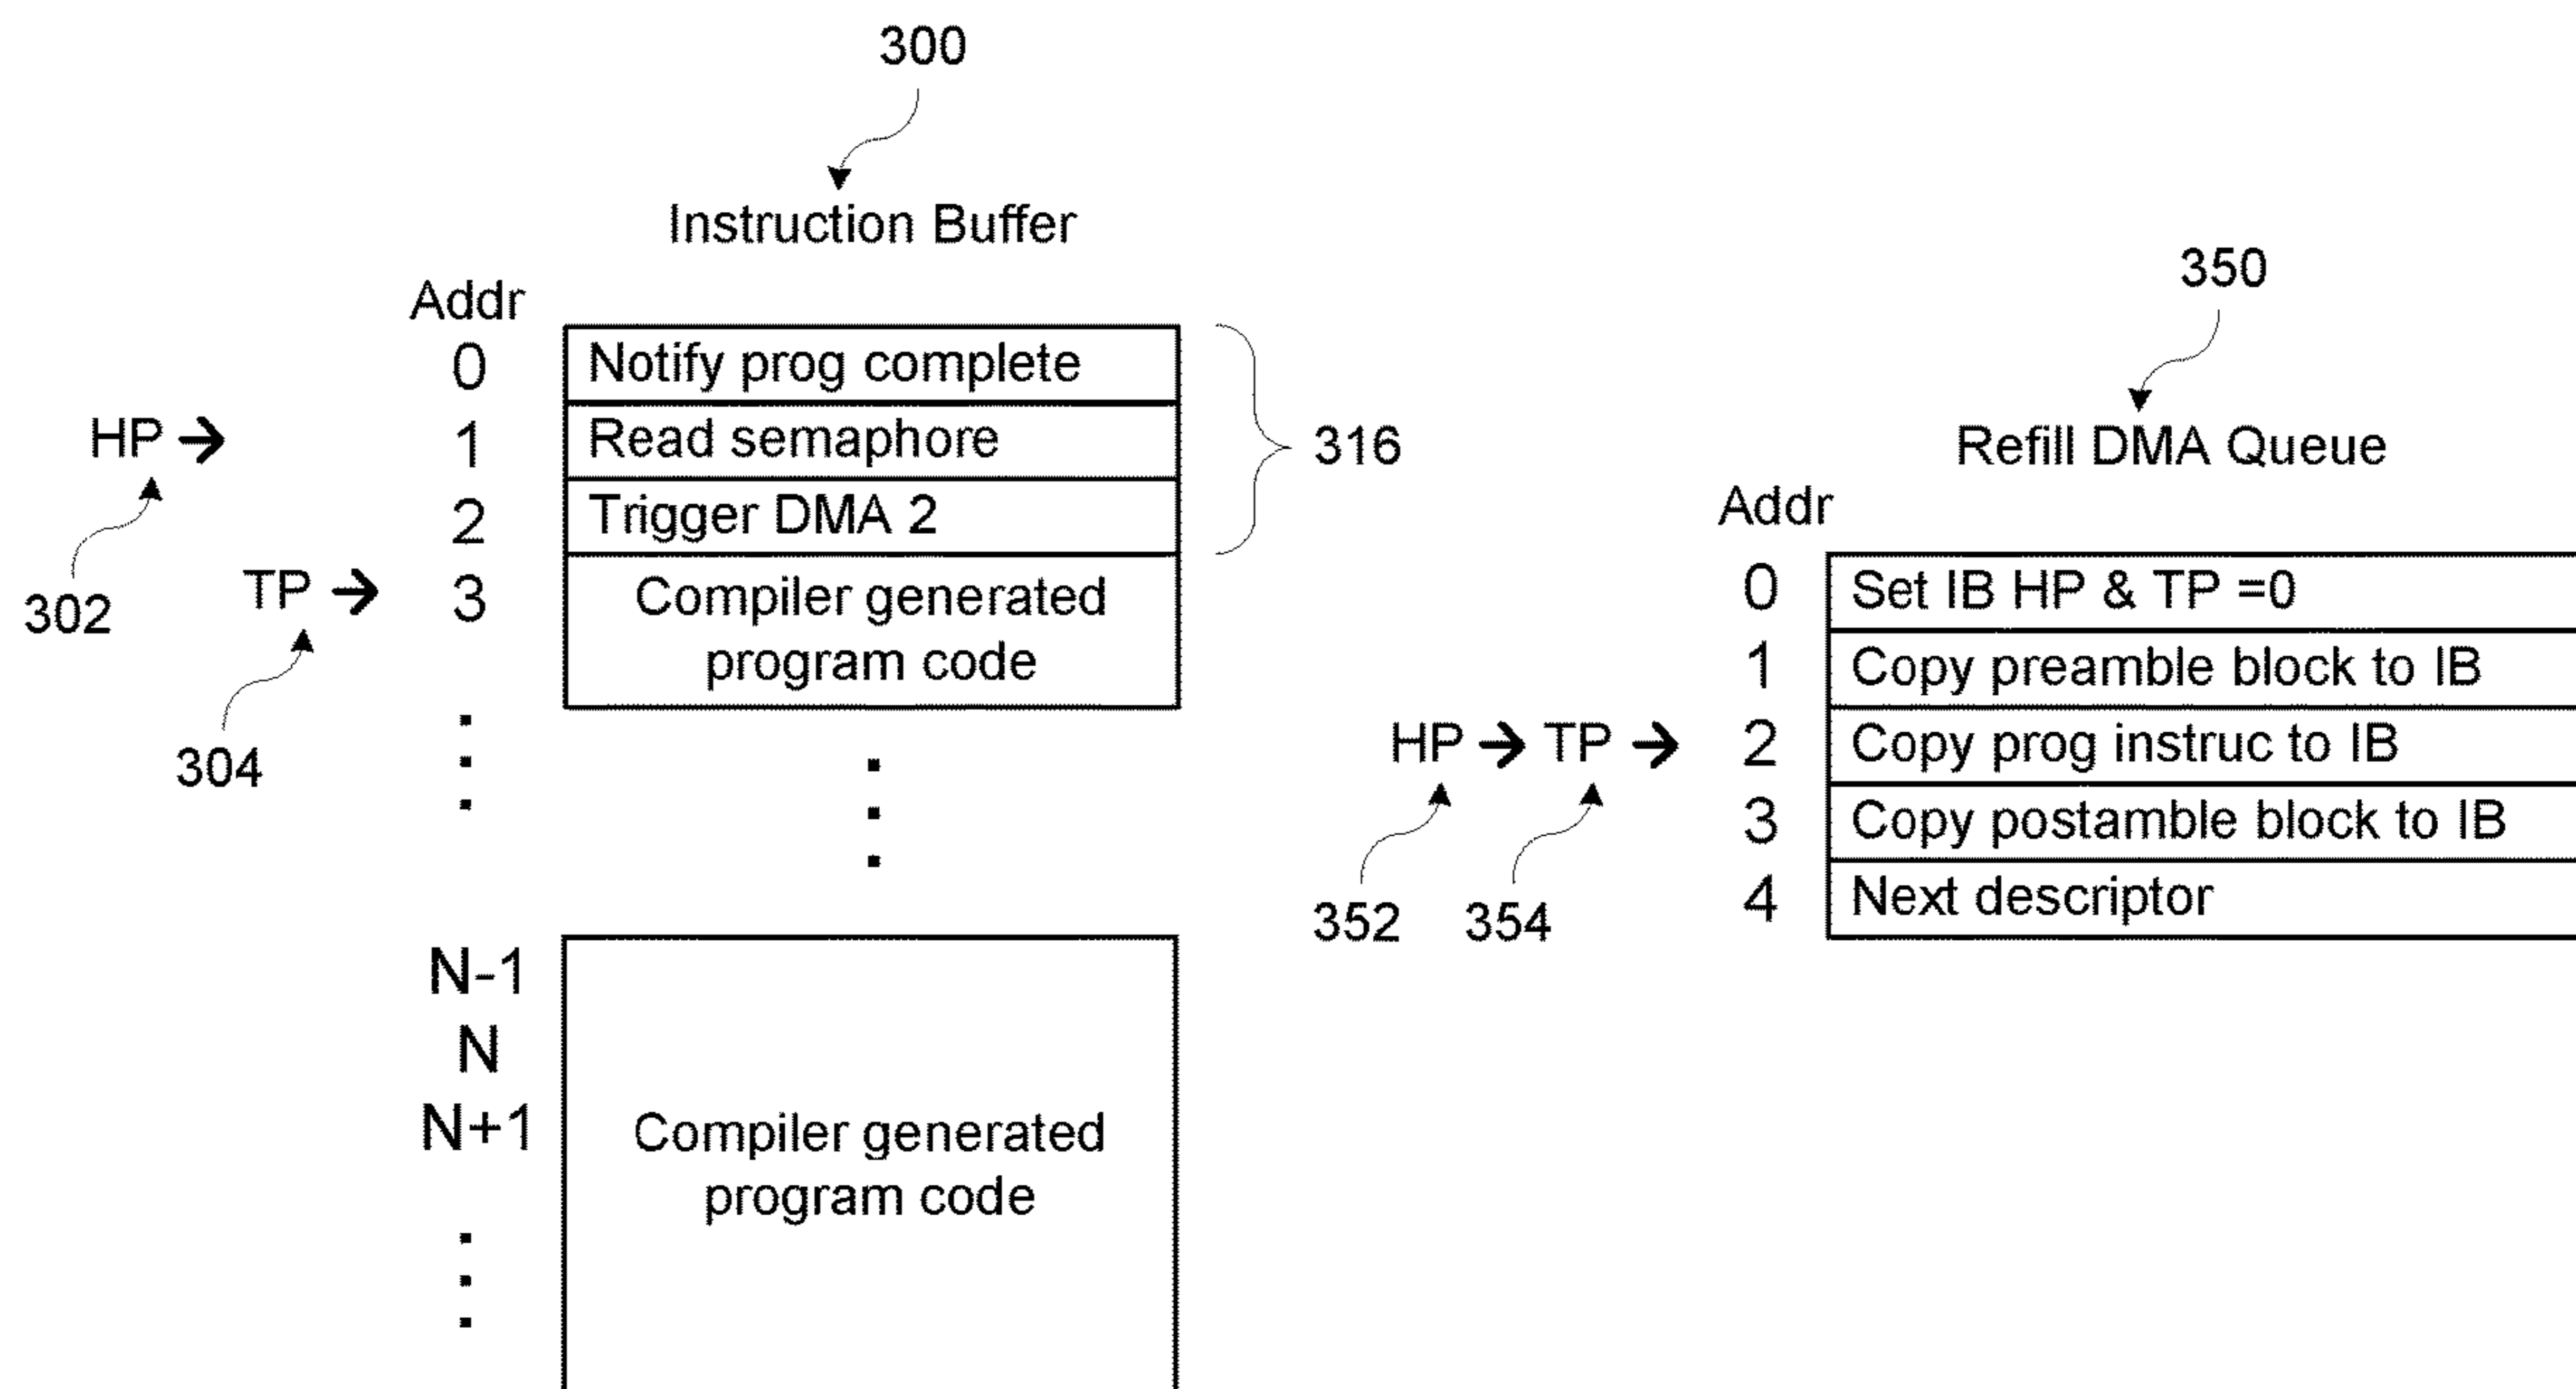 300
Instruction Buffer
Addr
0 Notify prog complete
HP → 1 Read semaphore
2 Trigger DMA 2
316
302
TP → 3 Compiler generated
program code
304
N-1
N
N+1 Compiler generated
program code
350
Refill DMA Queue
Addr
0 Set IB HP & TP =0
1 Copy preamble block to IB
HP → TP → 2 Copy prog instruc to IB
3 Copy postamble block to IB
352 354 4 Next descriptor